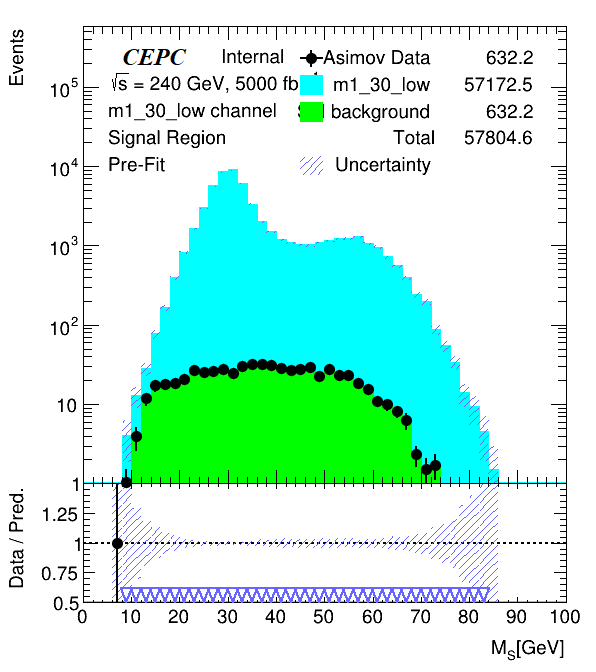 Events
CEPC Internal
√s = 240 GeV, 5000 fb
m1_30_low channel
Signal Region
Pre-Fit
Asimov Data 632.2
m1_30_low 57172.5
background 632.2
Total 57804.6
Uncertainty
10⁵
10⁴
10³
10²
10
1
Data / Pred.
1.25
1
0.75
0.5
0 10 20 30 40 50 60 70 80 90 100
M_S[GeV]